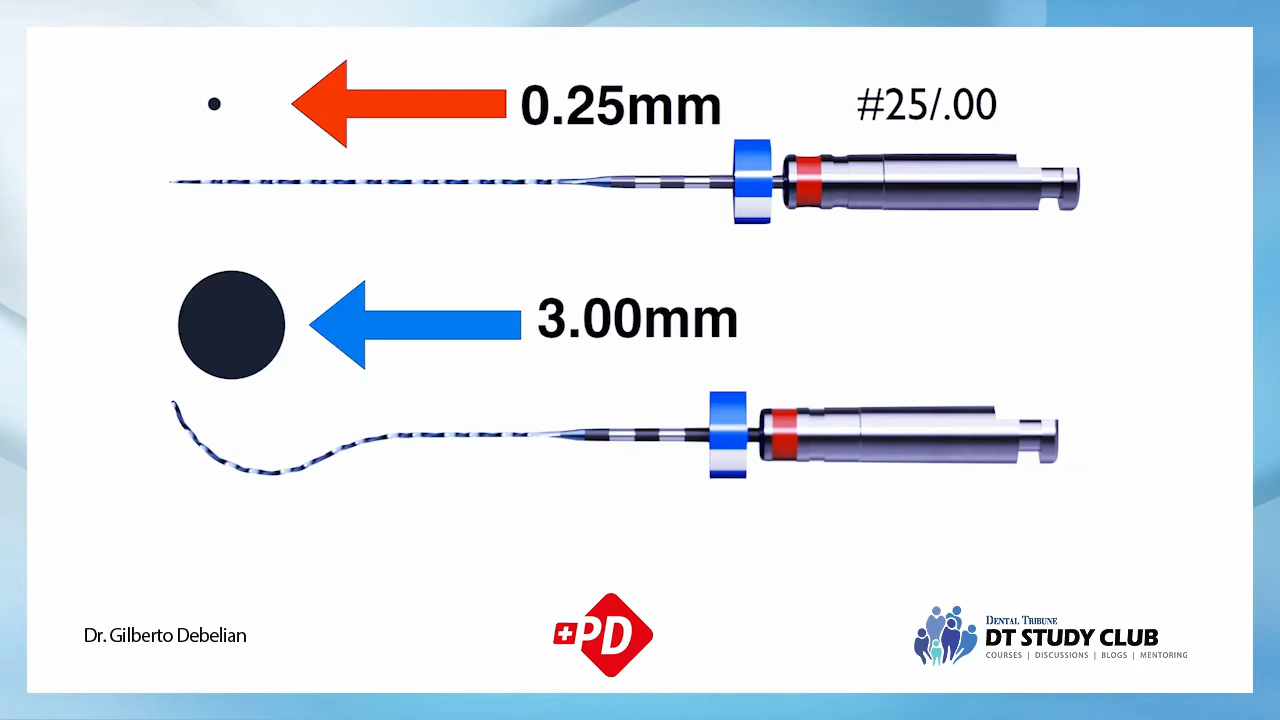 0.25mm
#25/.00
3.00mm
Dr. Gilberto Debelian
PD
DENTAL TRIBUNE
DT STUDY CLUB
COURSES | DISCUSSIONS | BLOGS | MENTORING